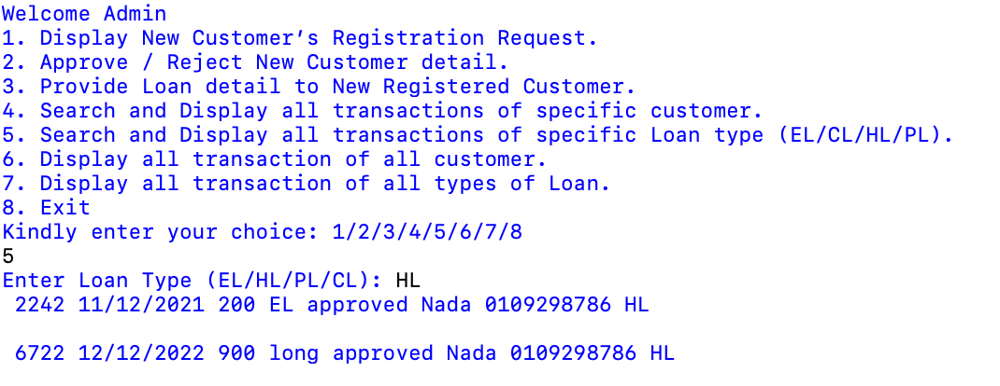 Welcome Admin
1. Display New Customer’s Registration Request.
2. Approve / Reject New Customer detail.
3. Provide Loan detail to New Registered Customer.
4. Search and Display all transactions of specific customer.
5. Search and Display all transactions of specific Loan type (EL/CL/HL/PL).
6. Display all transaction of all customer.
7. Display all transaction of all types of Loan.
8. Exit
Kindly enter your choice: 1/2/3/4/5/6/7/8
5
Enter Loan Type (EL/HL/PL/CL): HL
2242 11/12/2021 200 EL approved Nada 0109298786 HL
6722 12/12/2022 900 long approved Nada 0109298786 HL